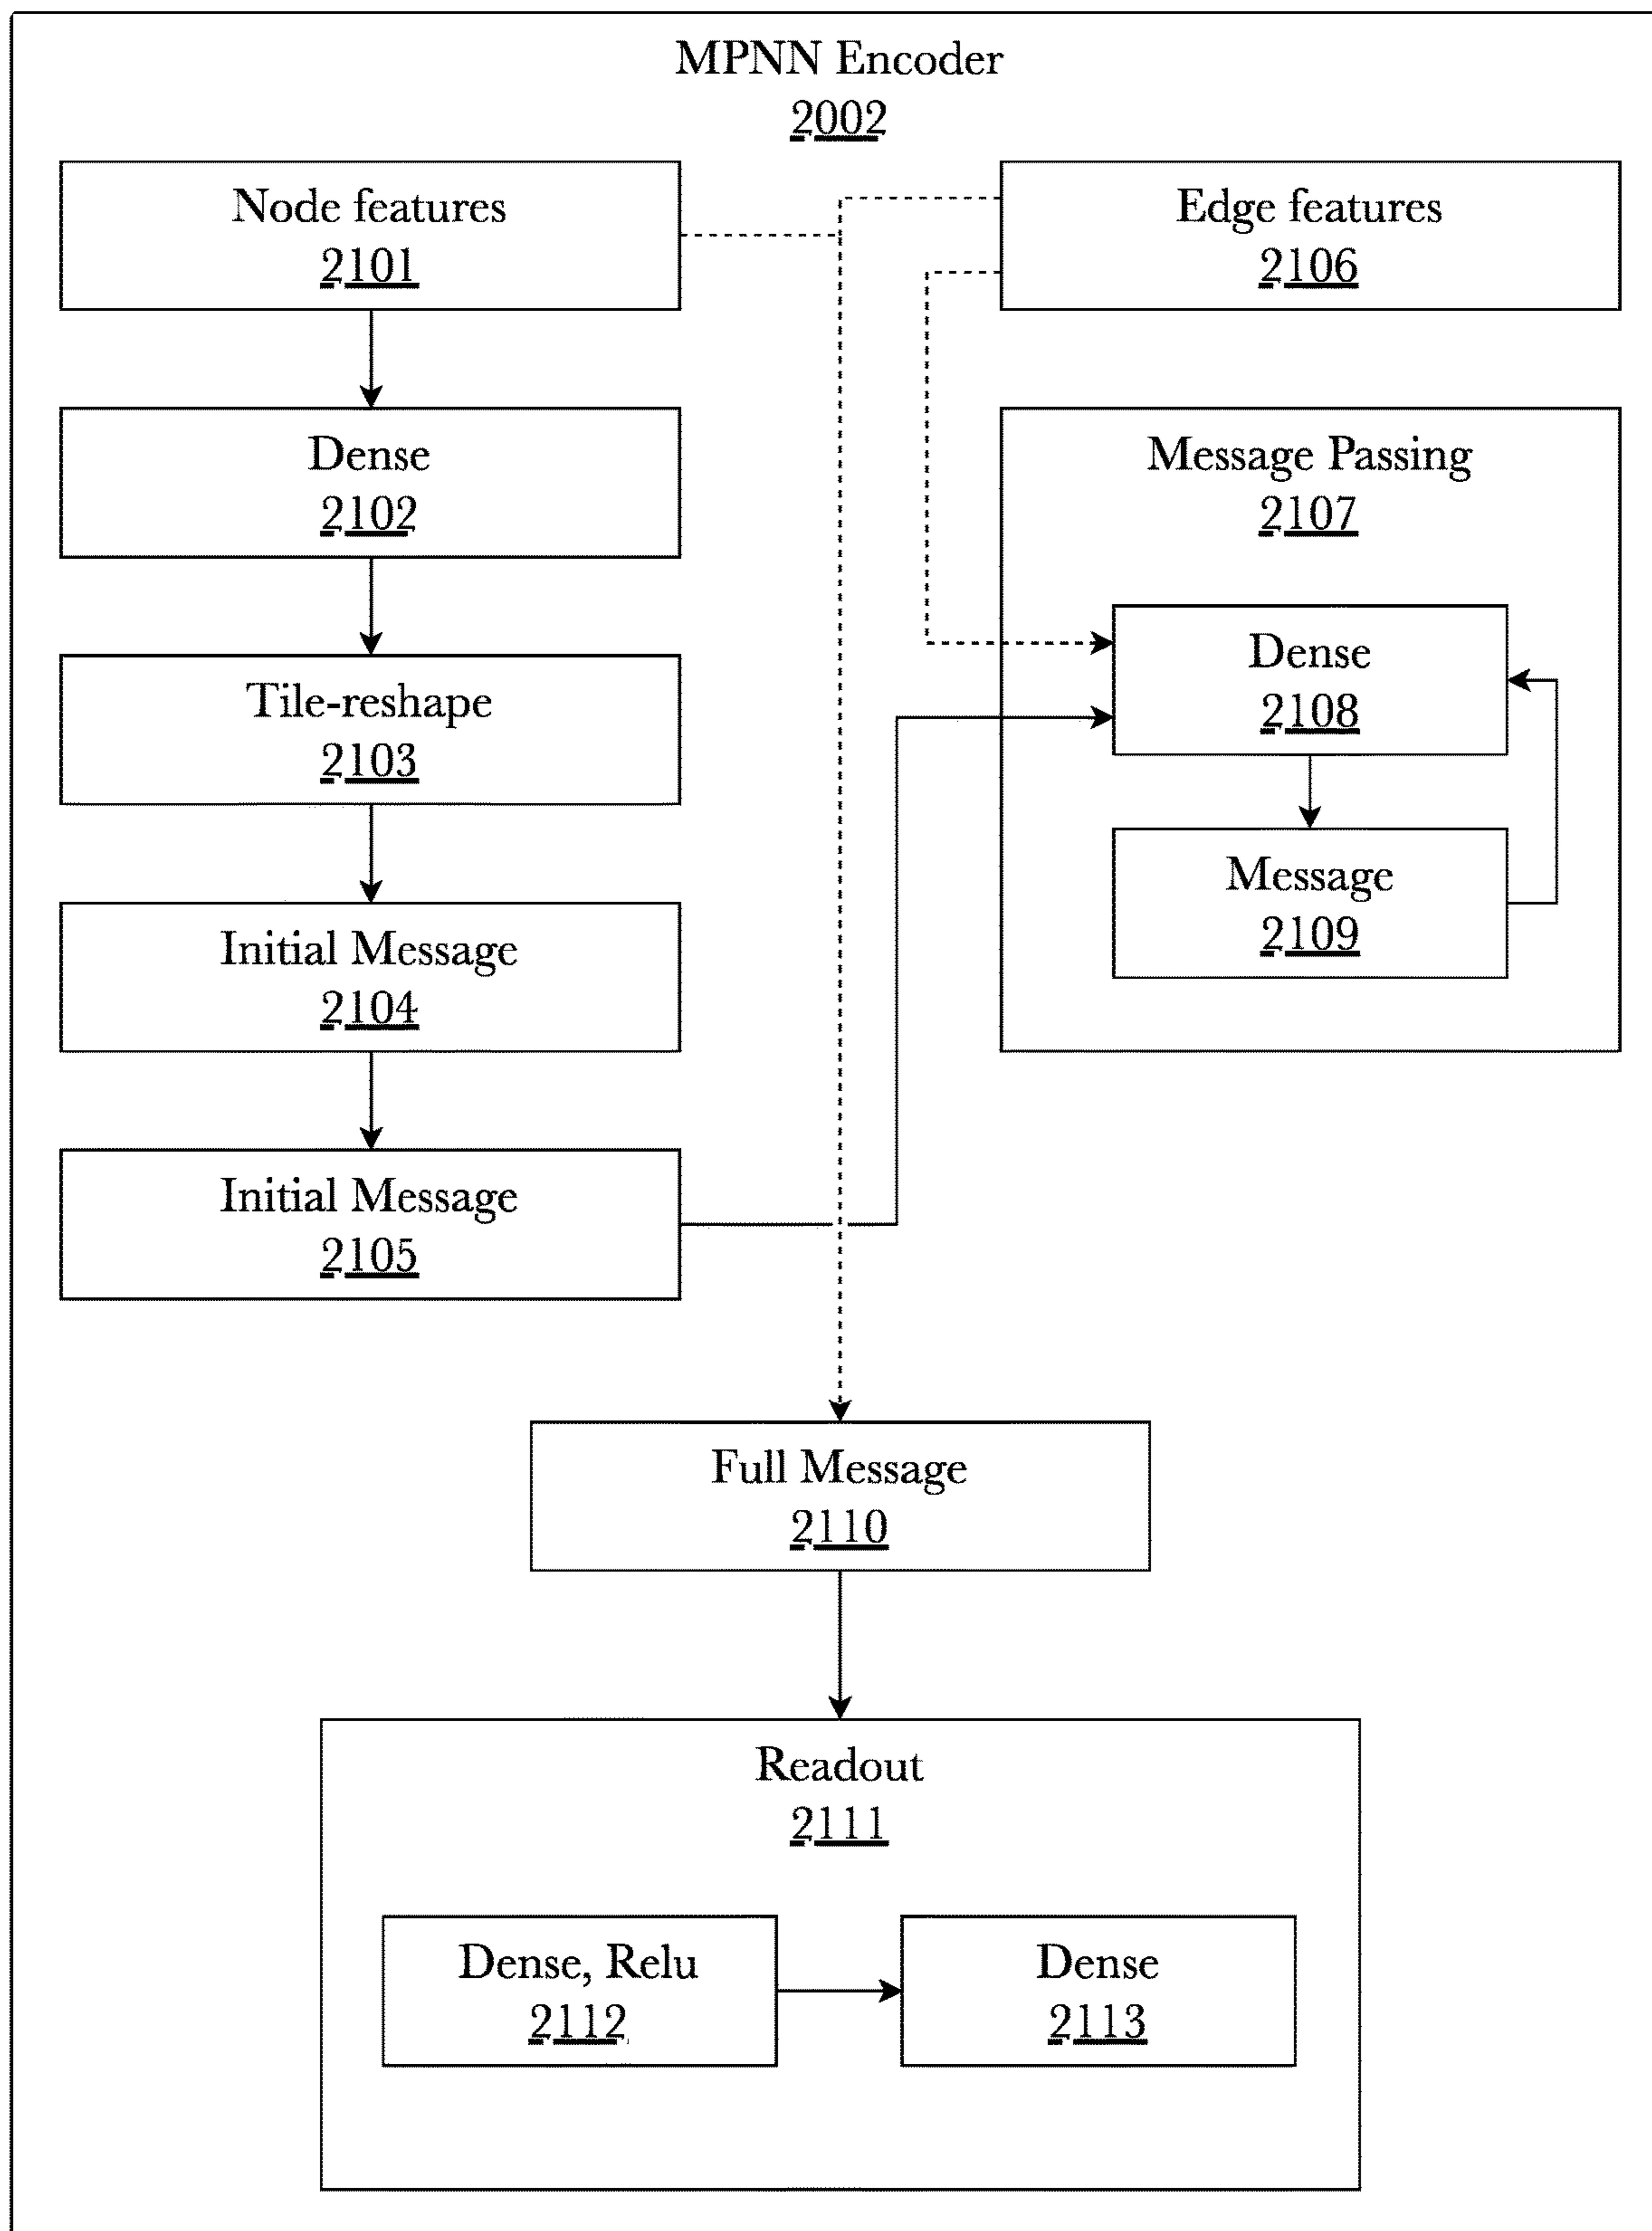 MPNN Encoder
2002
Node features
2101
Edge features
2106
Dense
2102
Message Passing
2107
Tile-reshape
2103
Dense
2108
Initial Message
2104
Message
2109
Initial Message
2105
Full Message
2110
Readout
2111
Dense, Relu
2112
Dense
2113